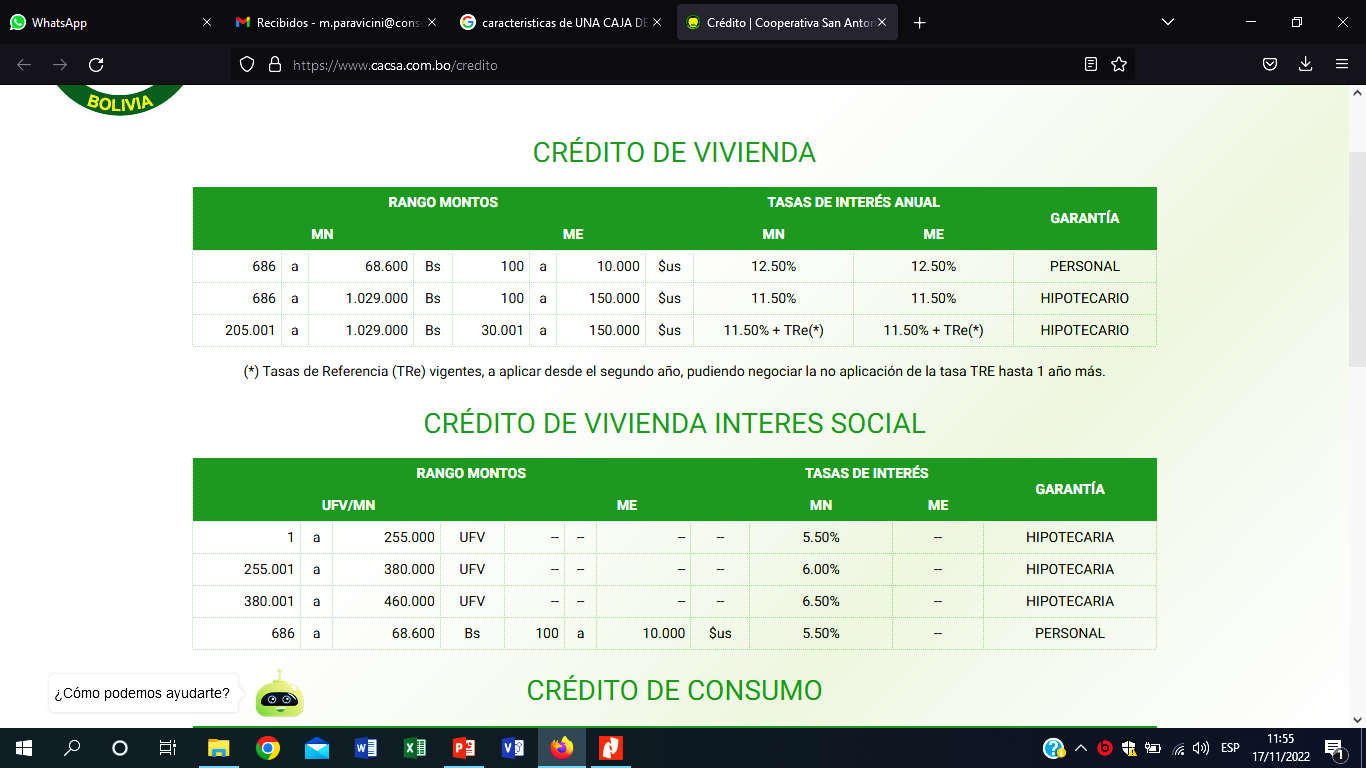 WhatsApp
Recibidos - m.paravicini@cons
caracteristicas de UNA CAJA DE
Crédito | Cooperativa San Anton
https://www.cacsa.com.bo/credito
BOLIVIA
CRÉDITO DE VIVIENDA
RANGO MONTOS TASAS DE INTERÉS ANUAL GARANTÍA
MN ME MN ME
686 a 68.600 Bs 100 a 10.000 $us 12.50% 12.50% PERSONAL
686 a 1.029.000 Bs 100 a 150.000 $us 11.50% 11.50% HIPOTECARIO
205.001 a 1.029.000 Bs 30.001 a 150.000 $us 11.50% + TRe(*) 11.50% + TRe(*) HIPOTECARIO
(*) Tasas de Referencia (TRe) vigentes, a aplicar desde el segundo año, pudiendo negociar la no aplicación de la tasa TRE hasta 1 año más.
CRÉDITO DE VIVIENDA INTERES SOCIAL
RANGO MONTOS TASAS DE INTERÉS GARANTÍA
UFV/MN ME MN ME
1 a 255.000 UFV -- -- -- -- 5.50% -- HIPOTECARIA
255.001 a 380.000 UFV -- -- -- -- 6.00% -- HIPOTECARIA
380.001 a 460.000 UFV -- -- -- -- 6.50% -- HIPOTECARIA
686 a 68.600 Bs 100 a 10.000 $us 5.50% -- PERSONAL
¿Cómo podemos ayudarte?
CRÉDITO DE CONSUMO
ESP
11:55
17/11/2022
1